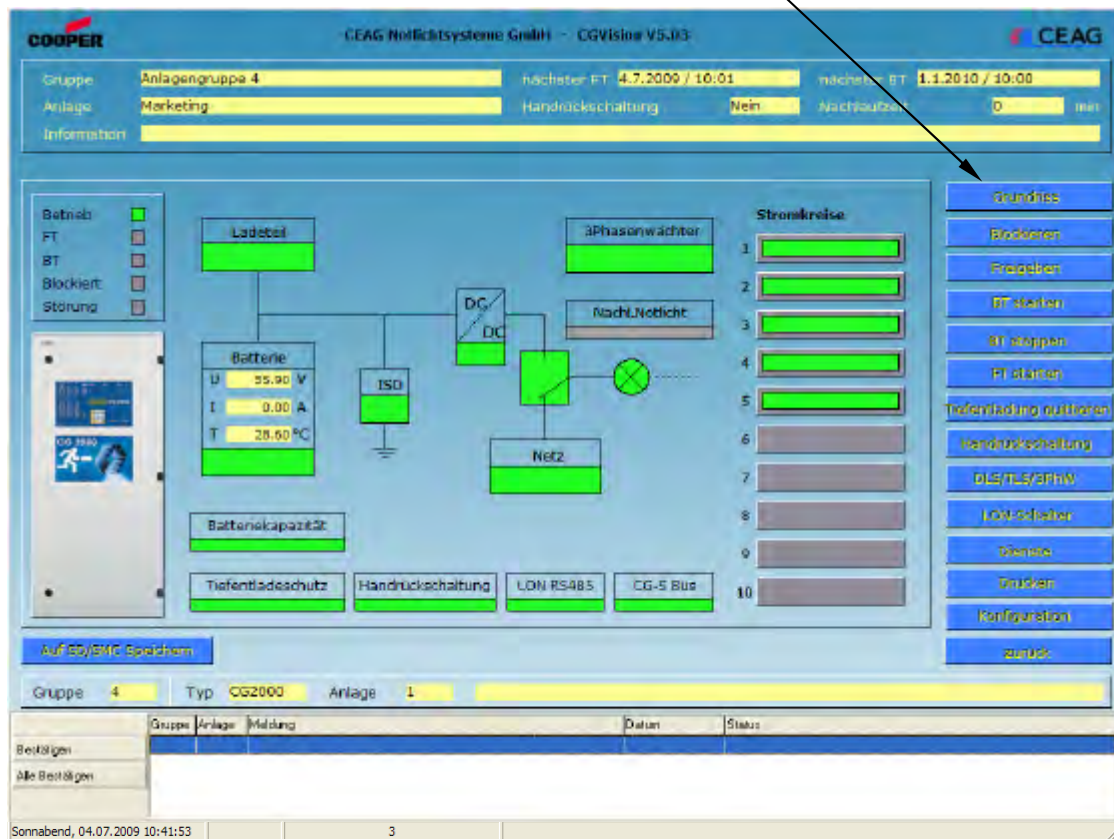 COOPER
CEAG Notlichtsysteme GmbH - CGVision V5.03
CEAG
Gruppe Anlagengruppe 4 nächster FT 4.7.2009 / 10:01 nächster BT 1.1.2010 / 10:00
Anlage Marketing Handrückschaltung Nein Nachlaufzeit 0 min
Information
Betrieb
FT
BT
Blockiert
Störung
Ladeteil
3Phasenwächter
Nachl.Notlicht
DC
DC
Batterie
U 55.90 V
I 0.00 A
T 28.60 °C
ISO
Netz
Batteriekapazität
Tiefentladeschutz Handrückschaltung LON RS485 CG-S Bus
Stromkreise
1
2
3
4
5
6
7
8
9
10
Grundriss
Blockieren
Freigeben
BT starten
BT stoppen
FT starten
Tiefentladung quittieren
Handrückschaltung
DLS/TLS/3PhW
LON-Schalter
Dienste
Drucken
Konfiguration
zurück
Auf SD/SMC Speichern
Gruppe 4 Typ CG2000 Anlage 1
Gruppe Anlage Meldung Datum Status
Bestätigen
Alle Bestätigen
Sonnabend, 04.07.2009 10:41:53 3